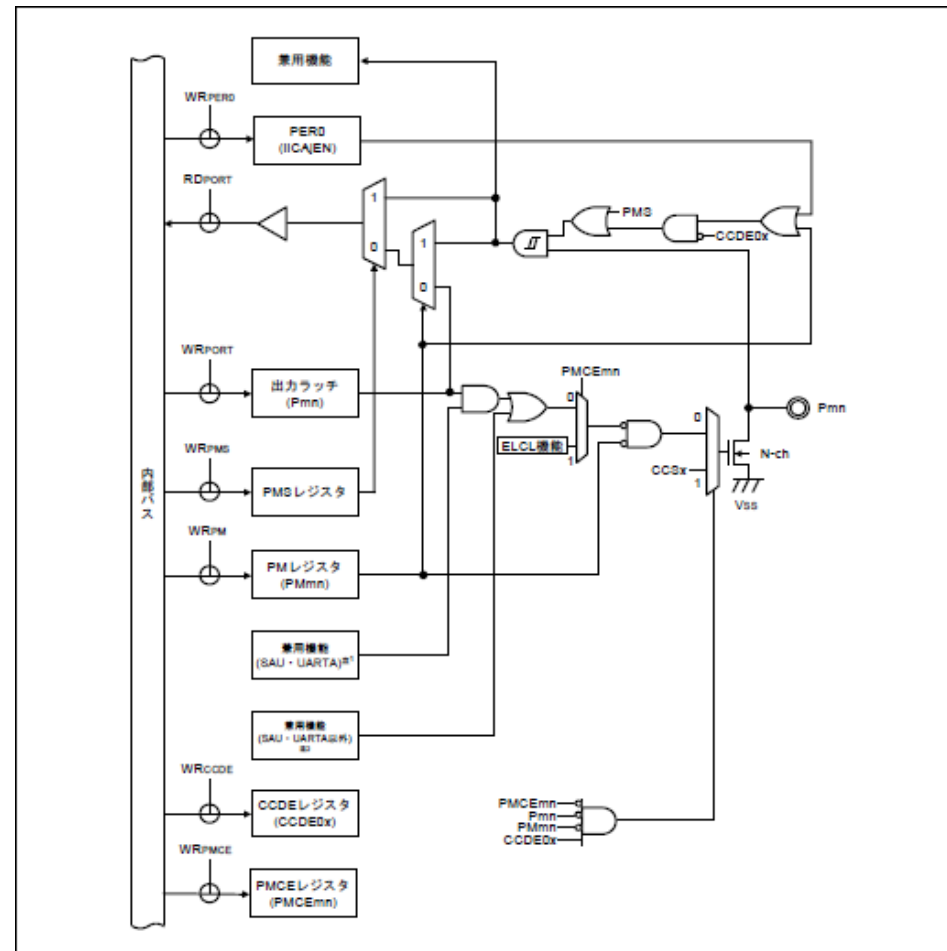 兼用機能
WRPER0
PER0
(IICAjEN)
RDPORT
1
0
1
0
PMS
CCDE0x
WRPORT
出力ラッチ
(Pmn)
PMCEmn
0
ELCL機能
1
0
CCSx
1
Pmn
N-ch
Vss
WRPMS
PMSレジスタ
内部バス
WRPM
PMレジスタ
(PMmn)
兼用機能
(SAU・UARTA)注1
兼用機能
(SAU・UARTA以外)
注2
WRCCDE
CCDEレジスタ
(CCDE0x)
PMCEmn
Pmn
PMmn
CCDE0x
WRPMCE
PMCEレジスタ
(PMCEmn)